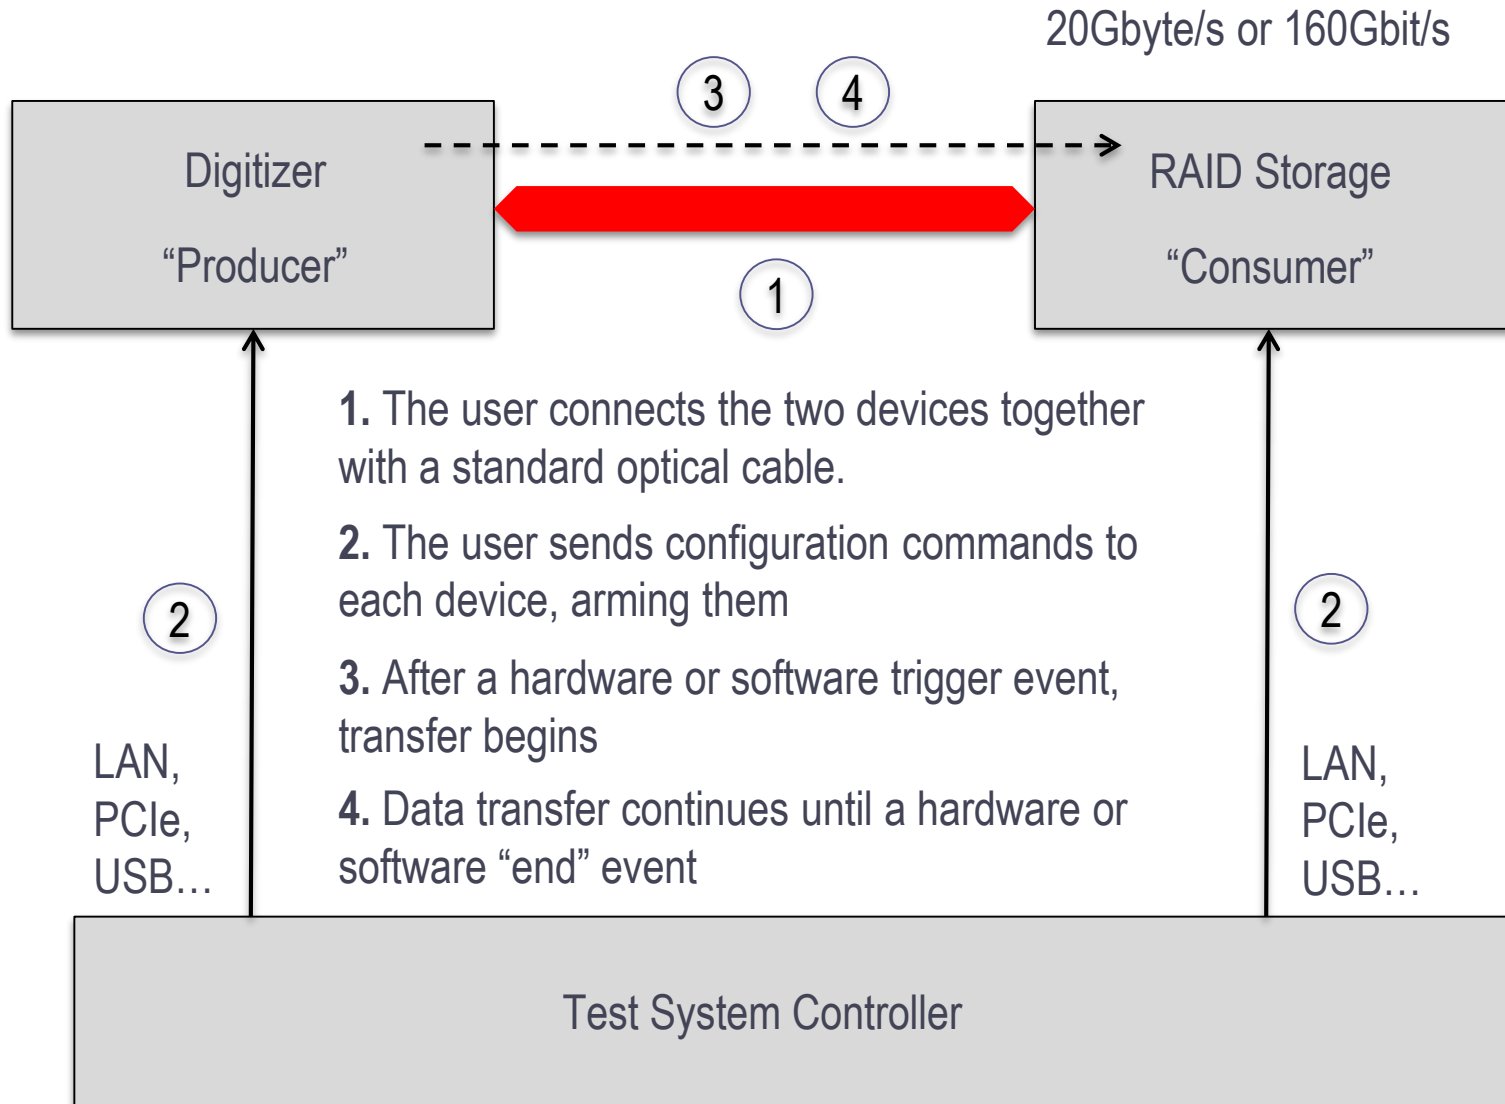 20Gbyte/s or 160Gbit/s
3
4
Digitizer
“Producer”
RAID Storage
“Consumer”
1
1. The user connects the two devices together
with a standard optical cable.
2. The user sends configuration commands to
each device, arming them
3. After a hardware or software trigger event,
transfer begins
4. Data transfer continues until a hardware or
software “end” event
2
2
LAN,
PCIe,
USB…
LAN,
PCIe,
USB…
Test System Controller